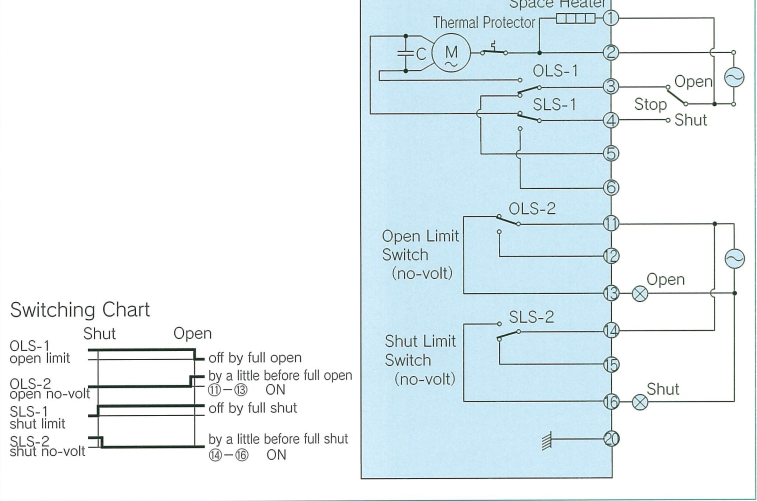 Space Heater
①
Thermal Protector
C
M
②
OLS-1
③
Open
SLS-1
Stop
④
Shut
⑤
⑥
OLS-2
⑪
Open Limit
Switch
(no-volt)
⑫
Open
⑬
SLS-2
⑭
Shut Limit
Switch
(no-volt)
⑮
Shut
⑯
⑳
Switching Chart
Shut Open
OLS-1
open limit
off by full open
OLS-2
open no-volt
by a little before full open
⑪-⑬ ON
SLS-1
shut limit
off by full shut
SLS-2
shut no-volt
by a little before full shut
⑭-⑯ ON